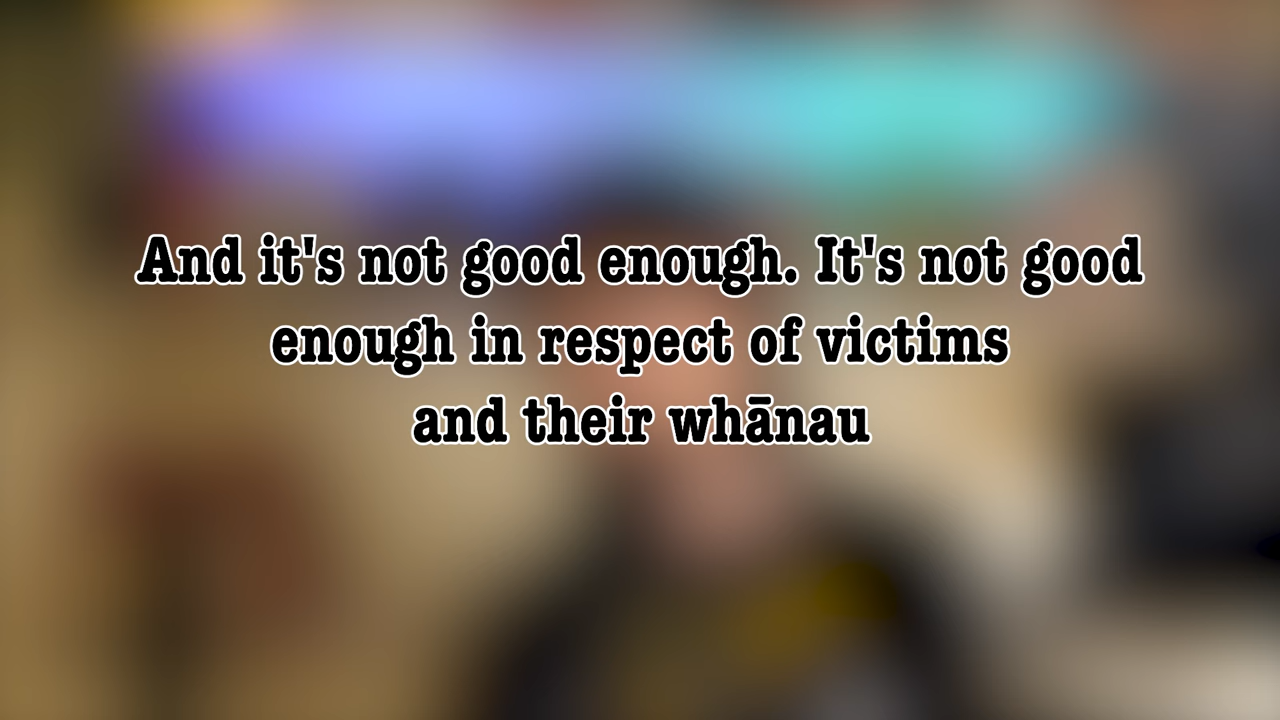 And it's not good enough. It's not good
enough in respect of victims
and their whānau